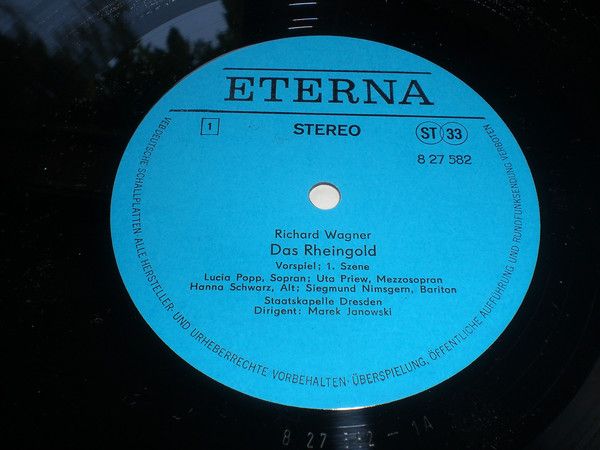 ETERNA
1 STEREO ST 33
8 27 582
Richard Wagner
Das Rheingold
Vorspiel; 1. Szene
Lucia Popp, Sopran; Uta Priew, Mezzosopran
Hanna Schwarz, Alt; Siegmund Nimsgern, Bariton
Staatskapelle Dresden
Dirigent: Marek Janowski
VEB DEUTSCHE SCHALLPLATTEN ALLE HERSTELLER- UND URHEBERRECHTE VORBEHALTEN · ÜBERSPIELUNG, ÖFFENTLICHE AUFFÜHRUNG UND RUNDFUNKSENDUNG VERBOTEN